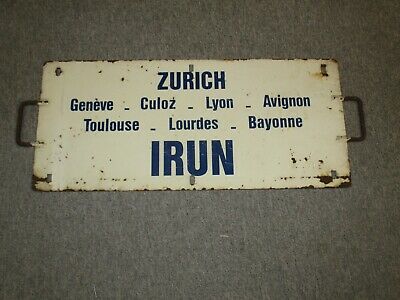 ZURICH
Genève - Culoz - Lyon - Avignon
Toulouse - Lourdes - Bayonne
IRUN